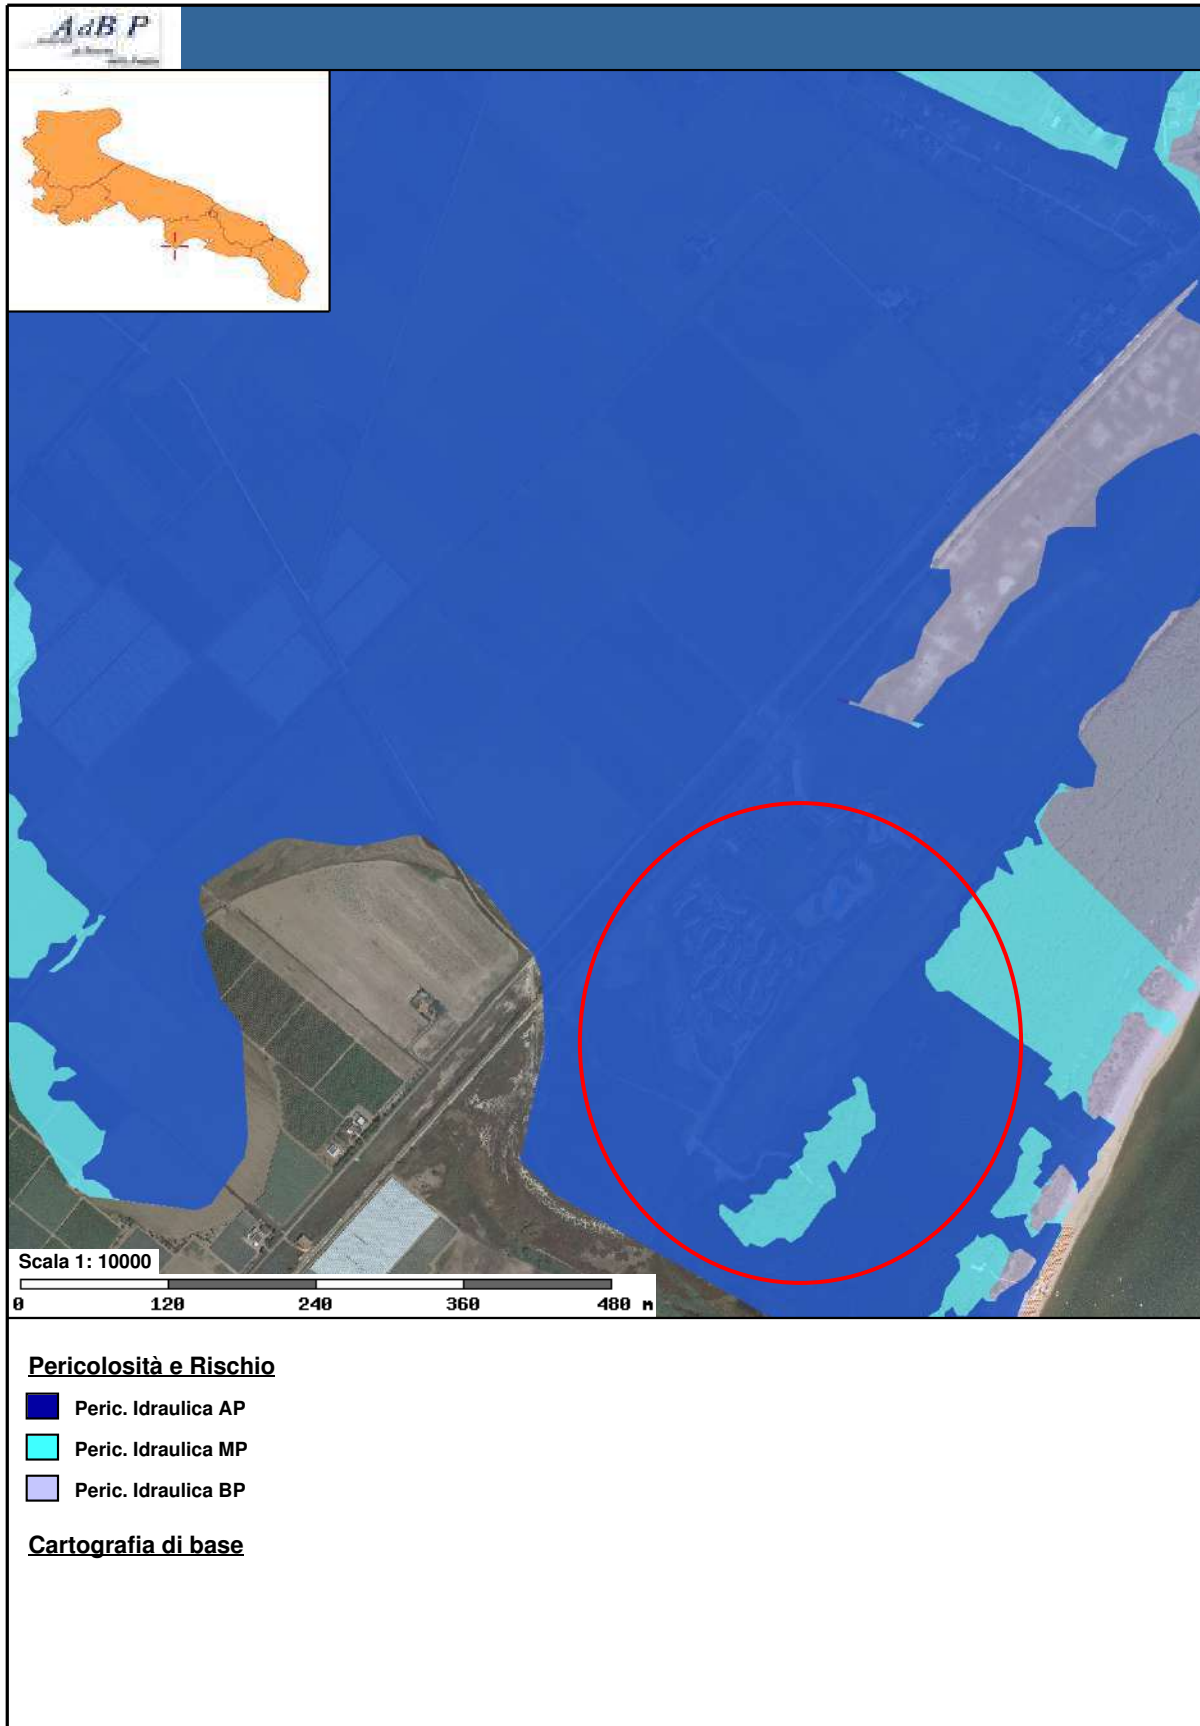 AdB P
Scala 1: 10000
0 120 240 360 480 m
Pericolosità e Rischio
Peric. Idraulica AP
Peric. Idraulica MP
Peric. Idraulica BP
Cartografia di base